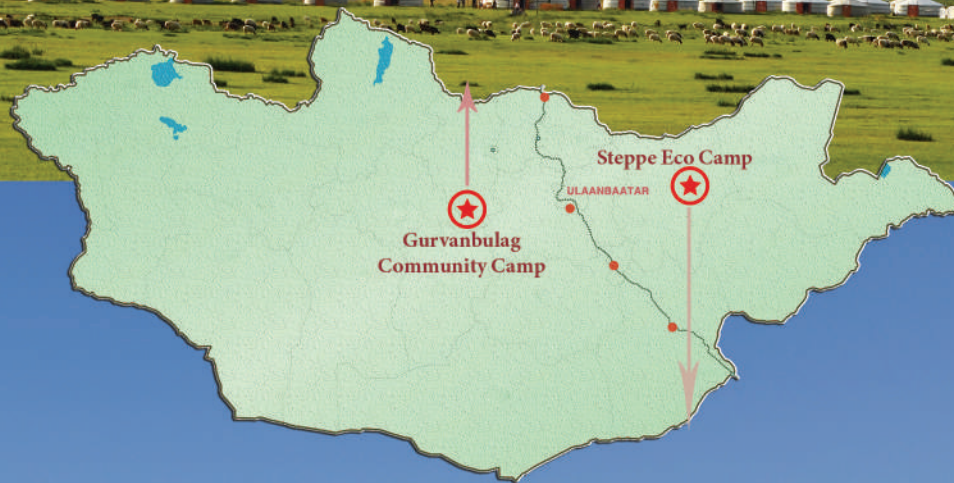 Steppe Eco Camp
ULAANBAATAR
Gurvanbulag
Community Camp